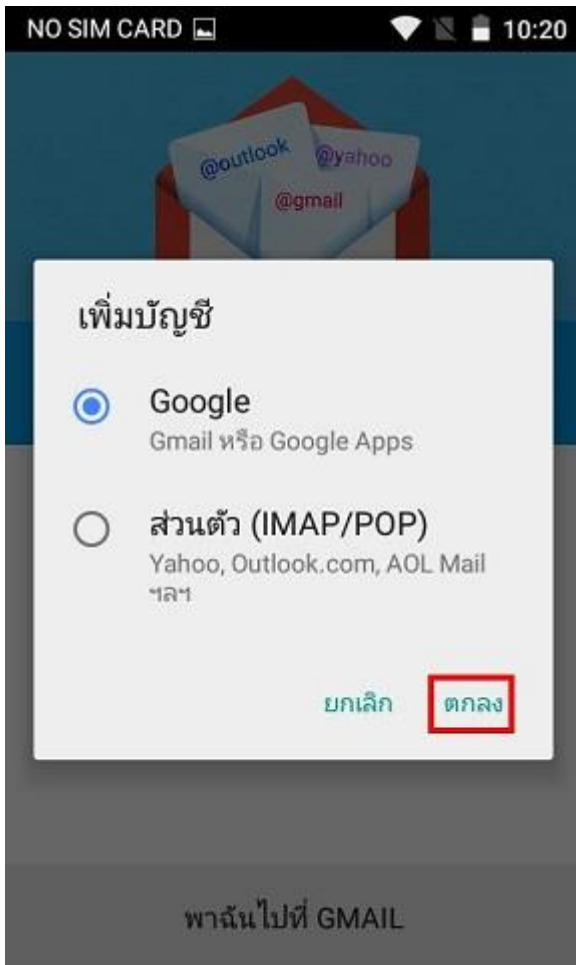 NO SIM CARD 10:20
@outlook @yahoo
@gmail
เพิ่มบัญชี
Google
Gmail หรือ Google Apps
ส่วนตัว (IMAP/POP)
Yahoo, Outlook.com, AOL Mail
ฯลฯ
ยกเลิก ตกลง
พาฉันไปที่ GMAIL